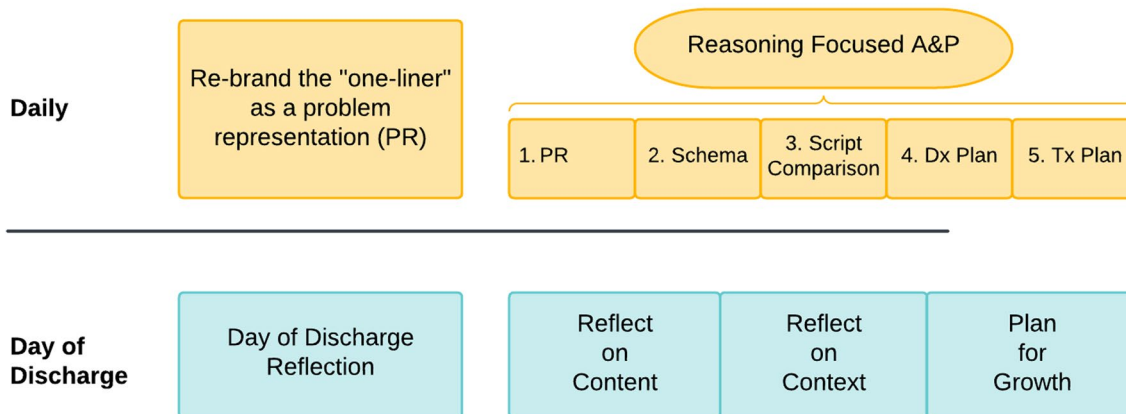 Daily
Re-brand the "one-liner"
as a problem
representation (PR)
Reasoning Focused A&P
1. PR
2. Schema
3. Script
Comparison
4. Dx Plan
5. Tx Plan
Day of
Discharge
Day of Discharge
Reflection
Reflect
on
Content
Reflect
on
Context
Plan
for
Growth